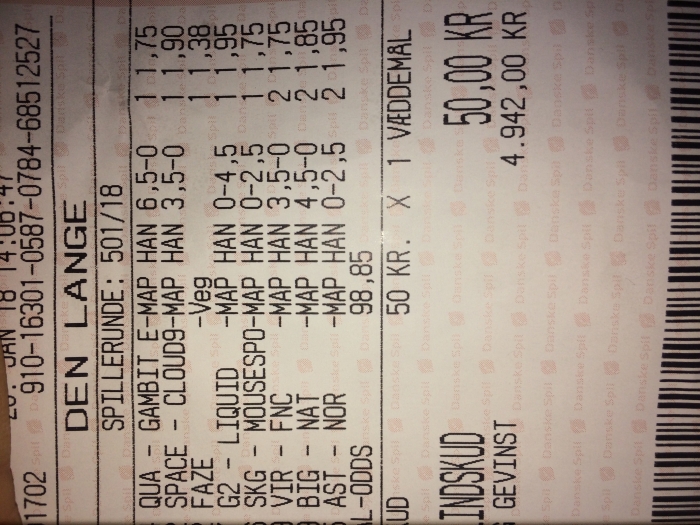 JAN 18 14:06:47
910-16301-0587-0784-68512527
01702
DEN LANGE
SPILLERUNDE: 501/18
QUA - GAMBIT E-MAP HAN 6,5-0 1 1,75
SPACE - CLOUD9-MAP HAN 3,5-0 1 1,90
FAZE -Veg 1 1,38
G2 - LIQUID -MAP HAN 0-4,5 1 1,95
SKG - MOUSESPO-MAP HAN 0-2,5 1 1,75
VIR - FNC -MAP HAN 3,5-0 2 1,75
BIG - NAT -MAP HAN 4,5-0 2 1,85
AST - NOR -MAP HAN 0-2,5 2 1,95
L-ODDS 98,85
UD 50 KR. X 1 VÆDDEMÅL
INDSKUD 50,00 KR
GEVINST 4.942,00 KR
Danske Spil